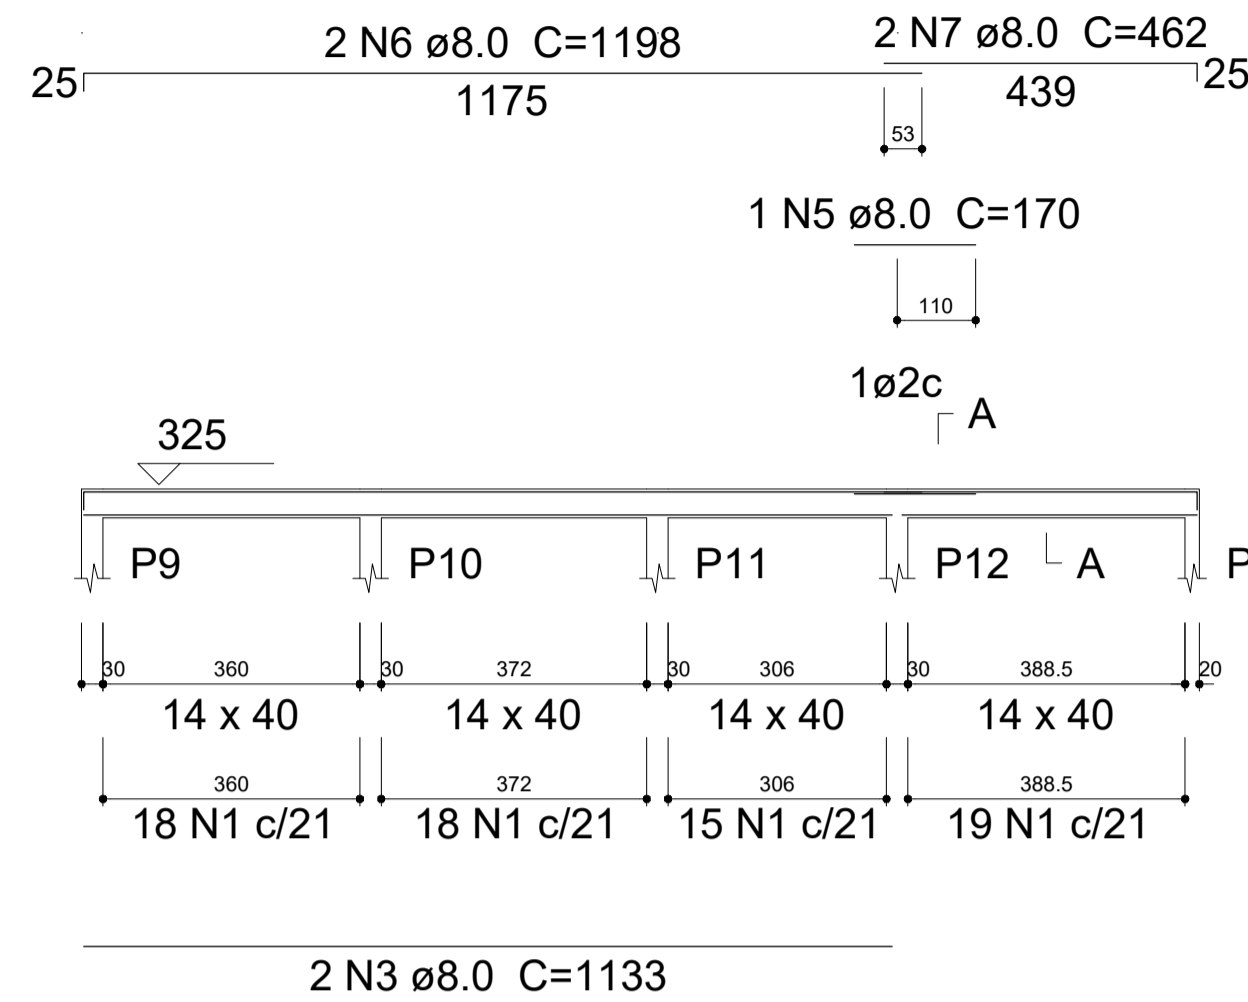 2 N6 ø8.0 C=1198
2 N7 ø8.0 C=462
25
1175
439
25
53
1 N5 ø8.0 C=170
110
1ø2c
A
325
P9
P10
P11
P12
A
P
30 360 30 372 30 306 30 388.5 20
14 x 40 14 x 40 14 x 40 14 x 40
360 372 306 388.5
18 N1 c/21 18 N1 c/21 15 N1 c/21 19 N1 c/21
2 N3 ø8.0 C=1133